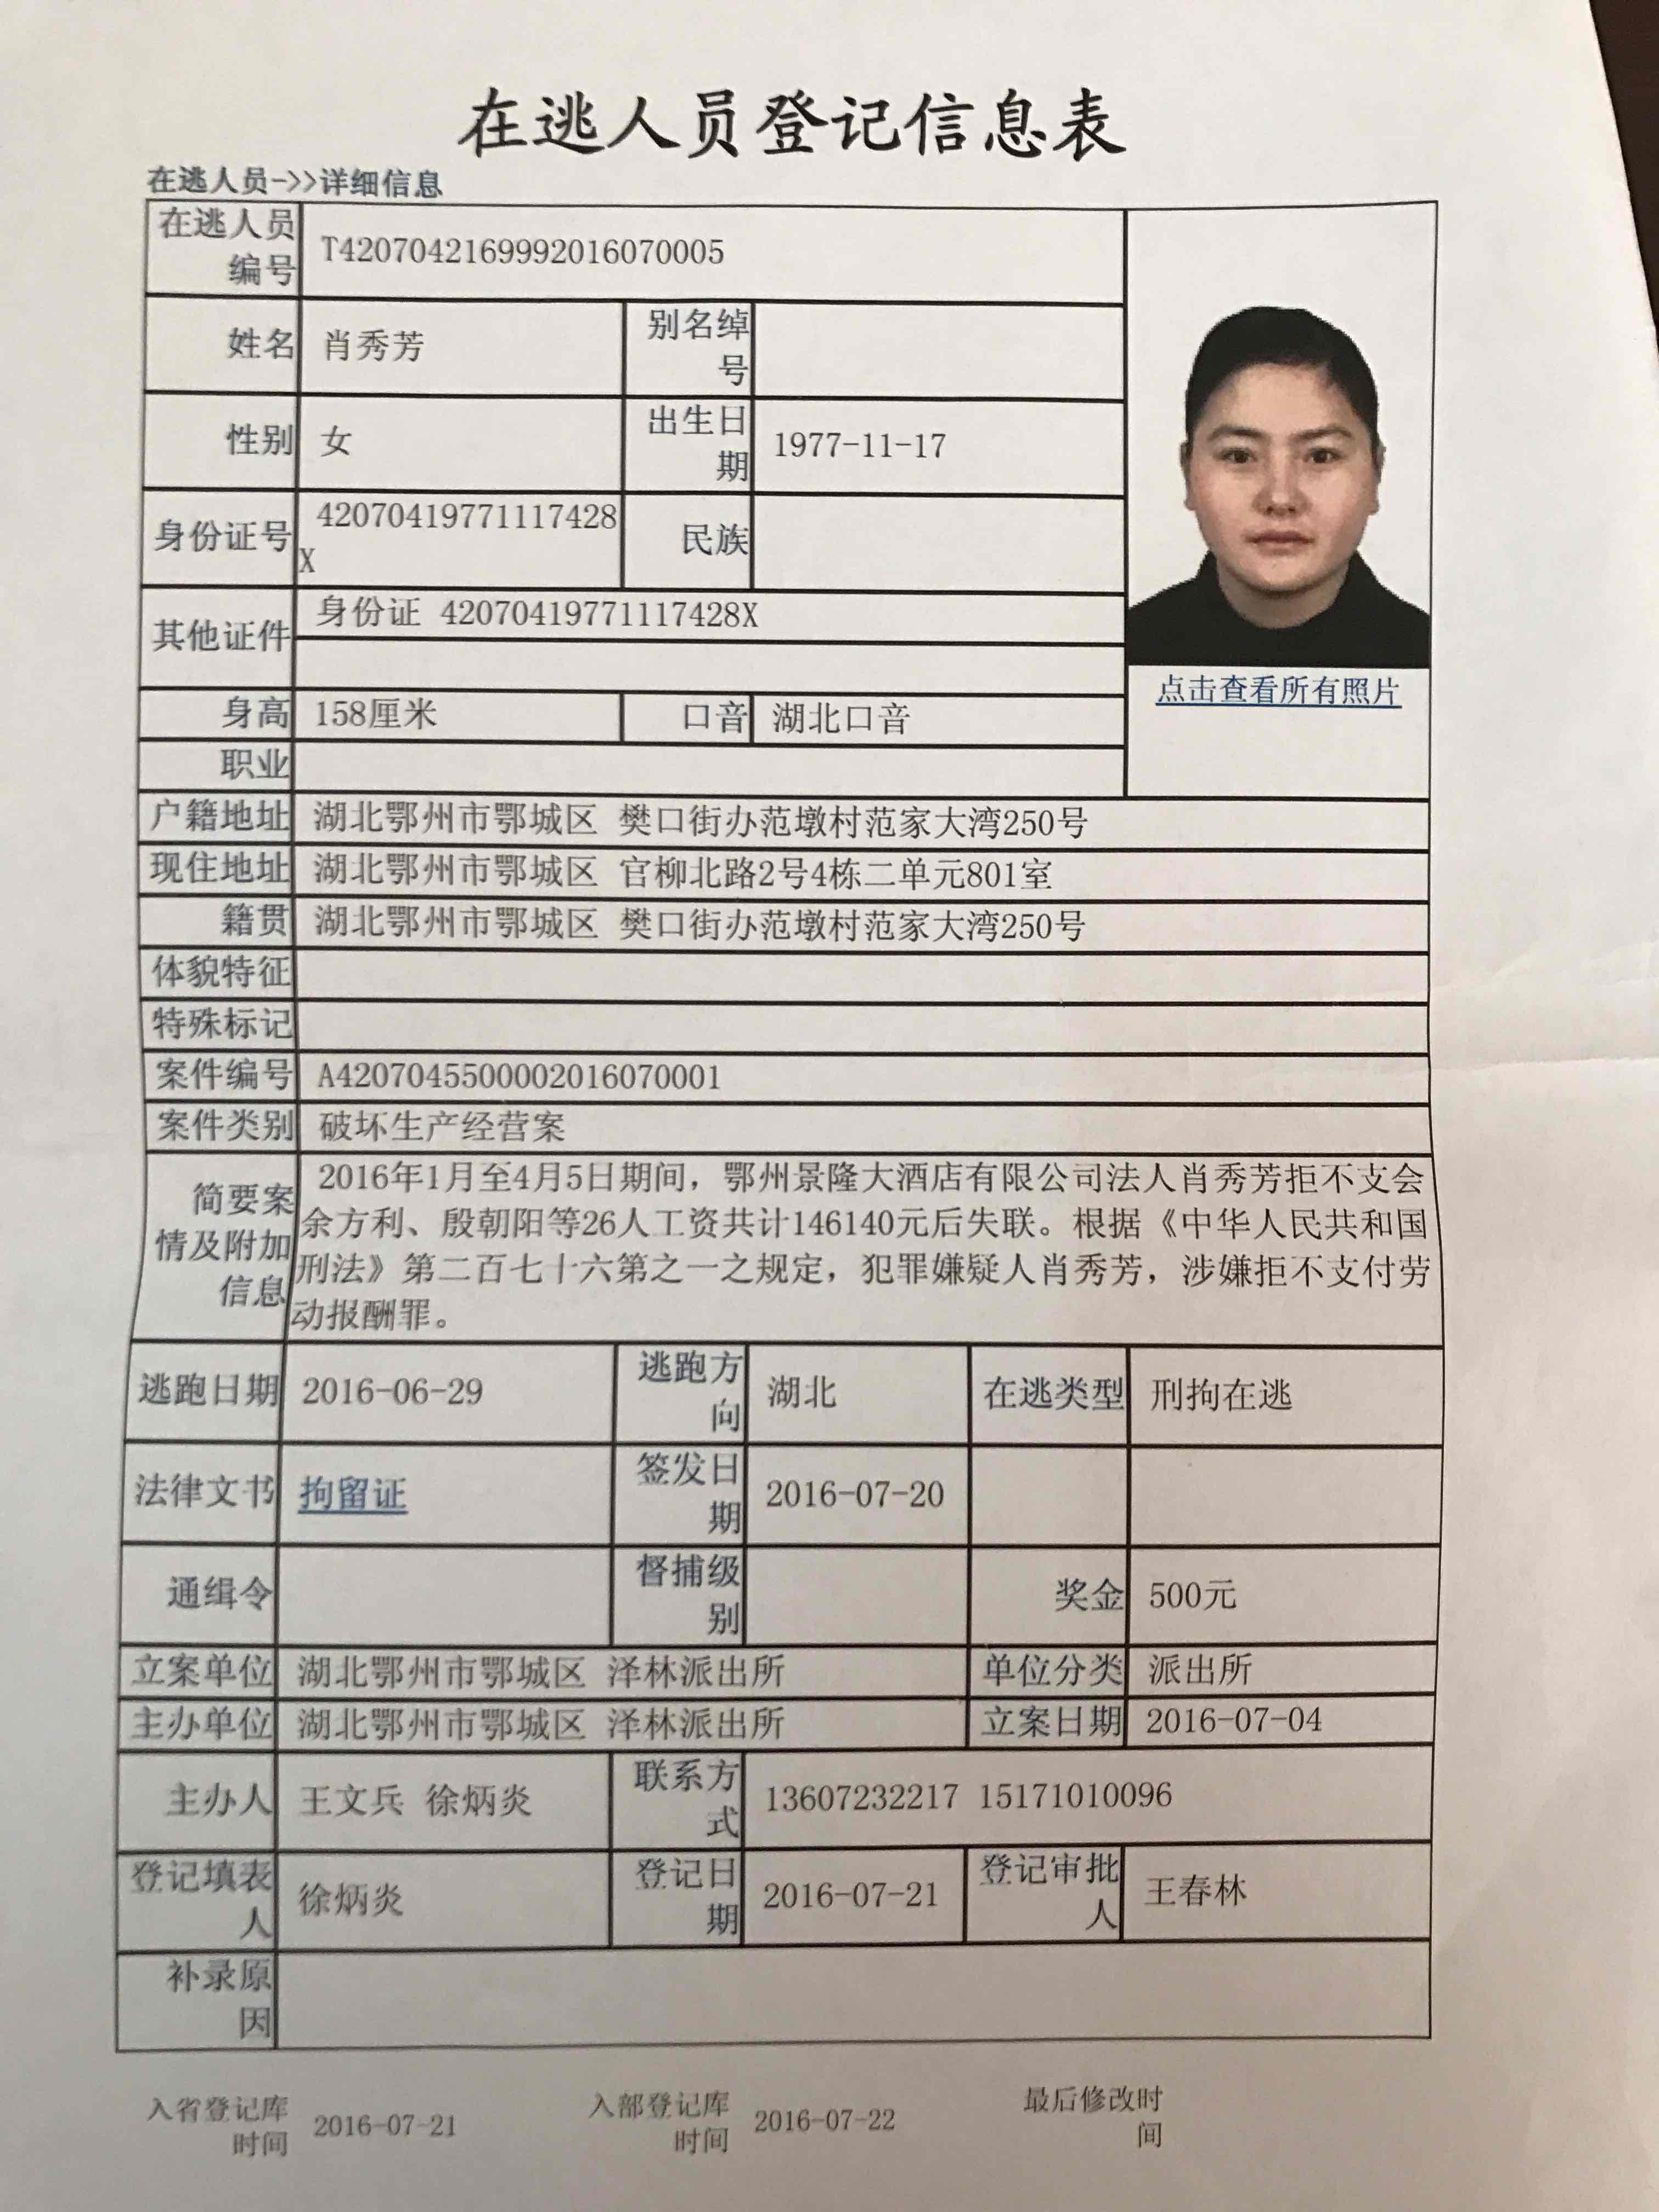 在逃人员登记信息表
在逃人员->>详细信息
在逃人员编号 T4207042169992016070005
姓名 肖秀芳 别名绰号
性别 女 出生日期 1977-11-17
身份证号 42070419771117428X 民族
其他证件 身份证 42070419771117428X
点击查看所有照片
身高 158厘米 口音 湖北口音
职业
户籍地址 湖北鄂州市鄂城区 樊口街办范墩村范家大湾250号
现住地址 湖北鄂州市鄂城区 官柳北路2号4栋二单元801室
籍贯 湖北鄂州市鄂城区 樊口街办范墩村范家大湾250号
体貌特征
特殊标记
案件编号 A4207045500002016070001
案件类别 破坏生产经营案
简要案情及附加信息
2016年1月至4月5日期间，鄂州景隆大酒店有限公司法人肖秀芳拒不支会
余方利、殷朝阳等26人工资共计146140元后失联。根据《中华人民共和国
刑法》第二百七十六第之一之规定，犯罪嫌疑人肖秀芳，涉嫌拒不支付劳
动报酬罪。
逃跑日期 2016-06-29 逃跑方向 湖北 在逃类型 刑拘在逃
法律文书 拘留证 签发日期 2016-07-20
通缉令 督捕级别 奖金 500元
立案单位 湖北鄂州市鄂城区 泽林派出所 单位分类 派出所
主办单位 湖北鄂州市鄂城区 泽林派出所 立案日期 2016-07-04
主办人 王文兵 徐炳炎 联系方式 13607232217 15171010096
登记填表人 徐炳炎 登记日期 2016-07-21 登记审批人 王春林
补录原因
入省登记库时间 2016-07-21 入部登记库时间 2016-07-22 最后修改时间